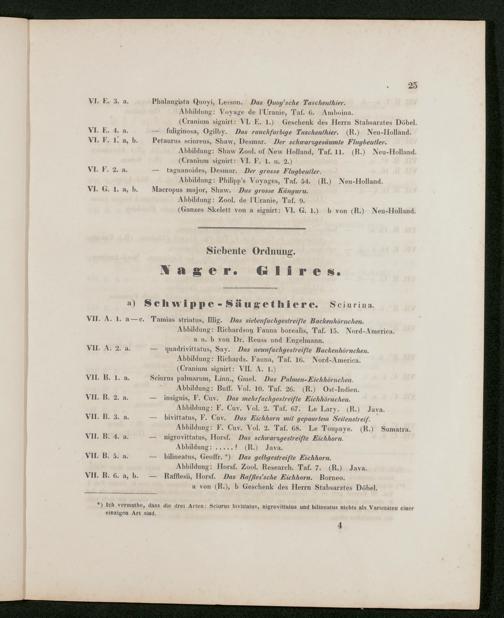 25
VI. E. 3. a. Phalangista Quoyi, Lesson. Das Quoy'sche Taschenthier.
Abbildung: Voyage de l'Uranie, Taf. 6. Amboina.
(Cranium signirt: VI. E. 1.) Geschenk des Herrn Stabsarztes Döbel.
VI. E. 4. a. — fuliginosa, Ogilby. Das rauchfarbige Taschenthier. (R.) Neu-Holland.
VI. F. 1. a, b. Petaurus sciureus, Shaw, Desmar. Der schwarzgesäumte Flugbeutler.
Abbildung: Shaw Zool. of New Holland, Taf. 11. (R.) Neu-Holland.
(Cranium signirt: VI. F. 1. u. 2.)
VI. F. 2. a. — taguanoides, Desmar. Der grosse Flugbeutler.
Abbildung: Philipp's Voyages, Taf. 54. (R.) Neu-Holland.
VI. G. 1. a, b. Macropus major, Shaw. Das grosse Känguru.
Abbildung: Zool. de l'Uranie, Taf. 9.
(Ganzes Skelett von a signirt: VI. G. 1.) b von (R.) Neu-Holland.
Siebente Ordnung.
Nager. Glires.
a) Schwippe-Säugethiere. Sciurina.
VII. A. 1. a—c. Tamias striatus, Illig. Das siebenfachgestreifte Backenhörnchen.
Abbildung: Richardson Fauna borealis, Taf. 15. Nord-America.
a u. b von Dr. Reuss und Engelmann.
VII. A. 2. a. — quadrivittatus, Say. Das neunfachgestreifte Backenhörnchen.
Abbildung: Richards. Fauna, Taf. 16. Nord-America.
(Cranium signirt: VII. A. 1.)
VII. B. 1. a. Sciurus palmarum, Linn., Gmel. Das Palmen-Eichhörnchen.
Abbildung: Buff. Vol. 10. Taf. 26. (R.) Ost-Indien.
VII. B. 2. a. — insignis, F. Cuv. Das mehrfachgestreifte Eichhörnchen.
Abbildung: F. Cuv. Vol. 2. Taf. 67. Le Lary. (R.) Java.
VII. B. 3. a. — bivittatus, F. Cuv. Das Eichhorn mit gepaartem Seitenstreif.
Abbildung: F. Cuv. Vol. 2. Taf. 68. Le Toupaye. (R.) Sumatra.
VII. B. 4. a. — nigrovittatus, Horsf. Das schwarzgestreifte Eichhorn.
Abbildung: ..... ! (R.) Java.
VII. B. 5. a. — bilineatus, Geoffr. *) Das gelbgestreifte Eichhorn.
Abbildung: Horsf. Zool. Research. Taf. 7. (R.) Java.
VII. B. 6. a, b. — Rafflesii, Horsf. Das Raffles'sche Eichhorn. Borneo.
a von (R.), b Geschenk des Herrn Stabsarztes Döbel.
*) Ich vermuthe, dass die drei Arten: Sciurus bivittatus, nigrovittatus und bilineatus nichts als Varietäten einer
einzigen Art sind.
4